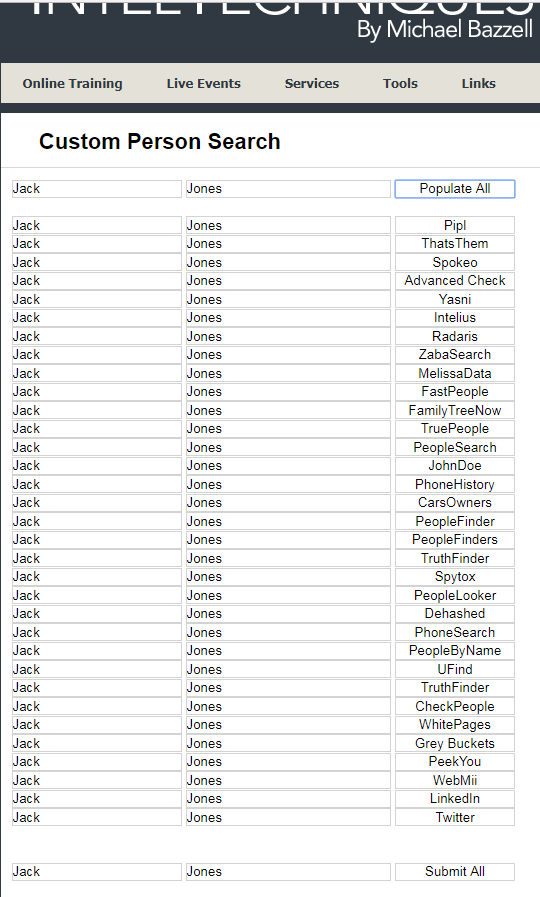 INTELTECHNIQUES
By Michael Bazzell
Online Training Live Events Services Tools Links
Custom Person Search
Jack Jones Populate All
Jack Jones Pipl
Jack Jones ThatsThem
Jack Jones Spokeo
Jack Jones Advanced Check
Jack Jones Yasni
Jack Jones Intelius
Jack Jones Radaris
Jack Jones ZabaSearch
Jack Jones MelissaData
Jack Jones FastPeople
Jack Jones FamilyTreeNow
Jack Jones TruePeople
Jack Jones PeopleSearch
Jack Jones JohnDoe
Jack Jones PhoneHistory
Jack Jones CarsOwners
Jack Jones PeopleFinder
Jack Jones PeopleFinders
Jack Jones TruthFinder
Jack Jones Spytox
Jack Jones PeopleLooker
Jack Jones Dehashed
Jack Jones PhoneSearch
Jack Jones PeopleByName
Jack Jones UFind
Jack Jones TruthFinder
Jack Jones CheckPeople
Jack Jones WhitePages
Jack Jones Grey Buckets
Jack Jones PeekYou
Jack Jones WebMii
Jack Jones LinkedIn
Jack Jones Twitter
Jack Jones Submit All